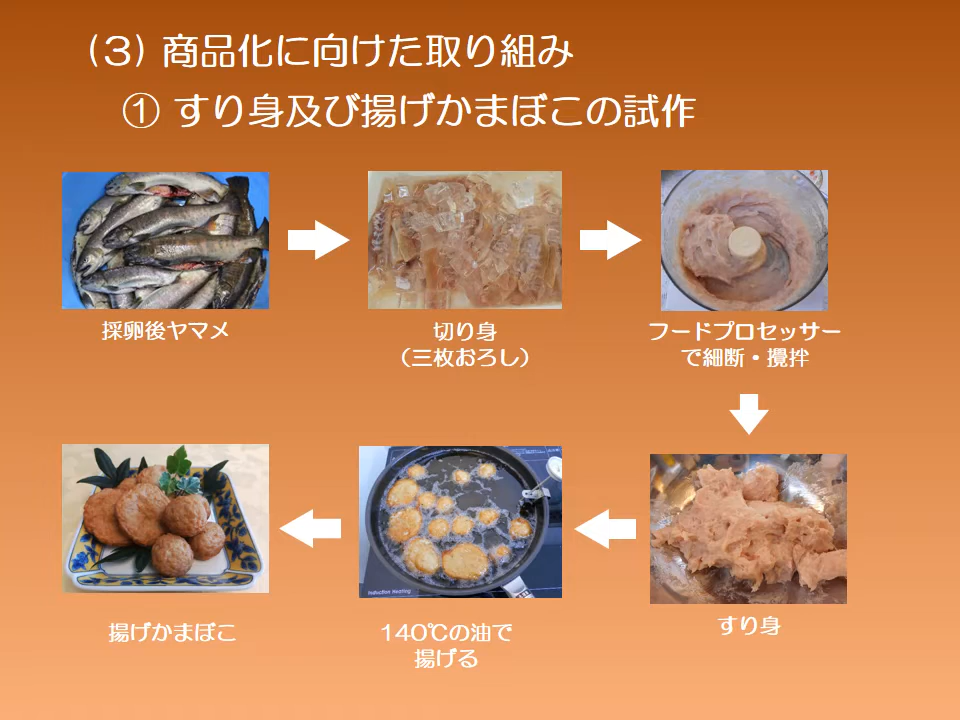 (3) 商品化に向けた取り組み
① すり身及び揚げかまぼこの試作
採卵後ヤマメ
切り身
(三枚おろし)
フードプロセッサー
で細断・攪拌
すり身
140℃の油で
揚げる
Induction Heating
揚げかまぼこ